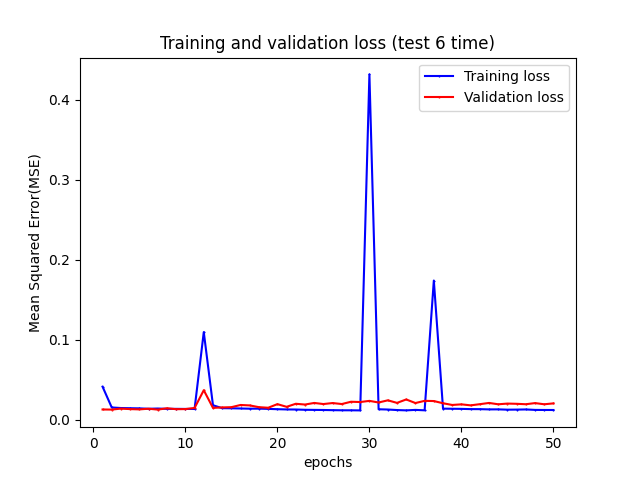 Training and validation loss (test 6 time)
Training loss
Validation loss
Mean Squared Error(MSE)
0.4
0.3
0.2
0.1
0.0
0 10 20 30 40 50
epochs